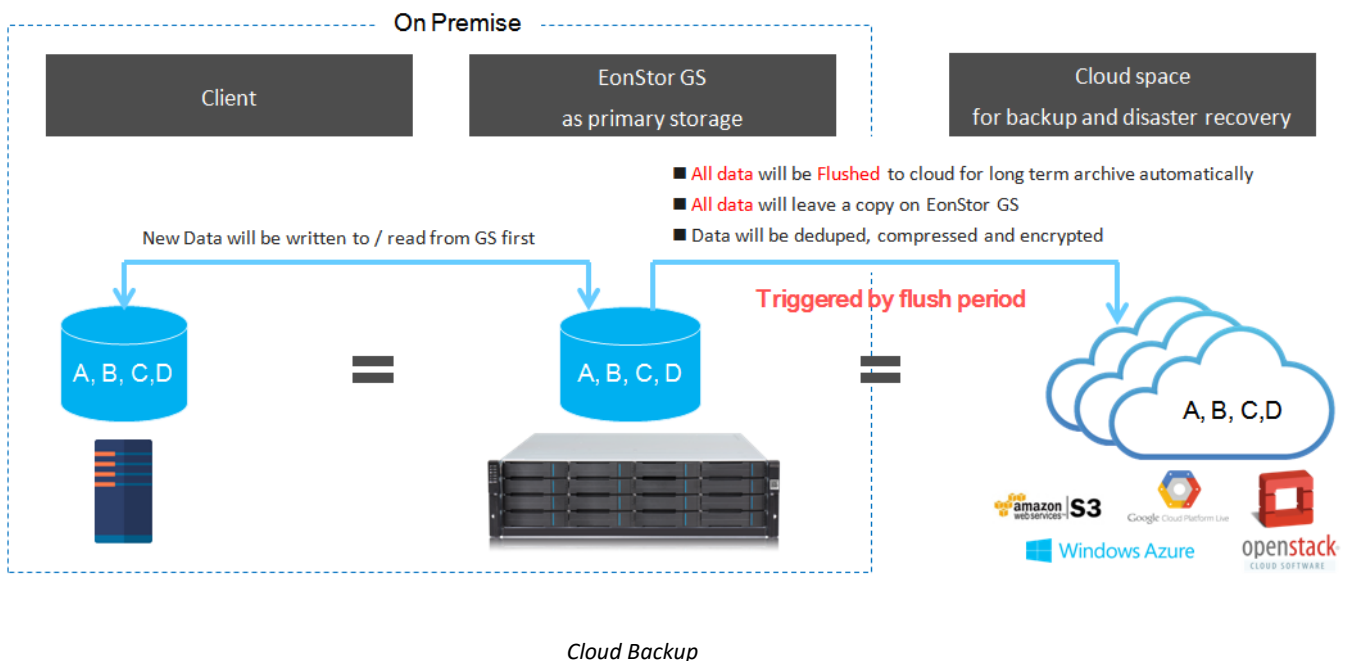 On Premise
Client
EonStor GS
as primary storage
Cloud space
for backup and disaster recovery
■ All data will be Flushed to cloud for long term archive automatically
■ All data will leave a copy on EonStor GS
■ Data will be deduped, compressed and encrypted
New Data will be written to / read from GS first
Triggered by flush period
A, B, C,D
=
A, B, C, D
=
A, B, C,D
amazon
webservices™
S3
Google Cloud Platform Live
Windows Azure
openstack
CLOUD SOFTWARE
Cloud Backup